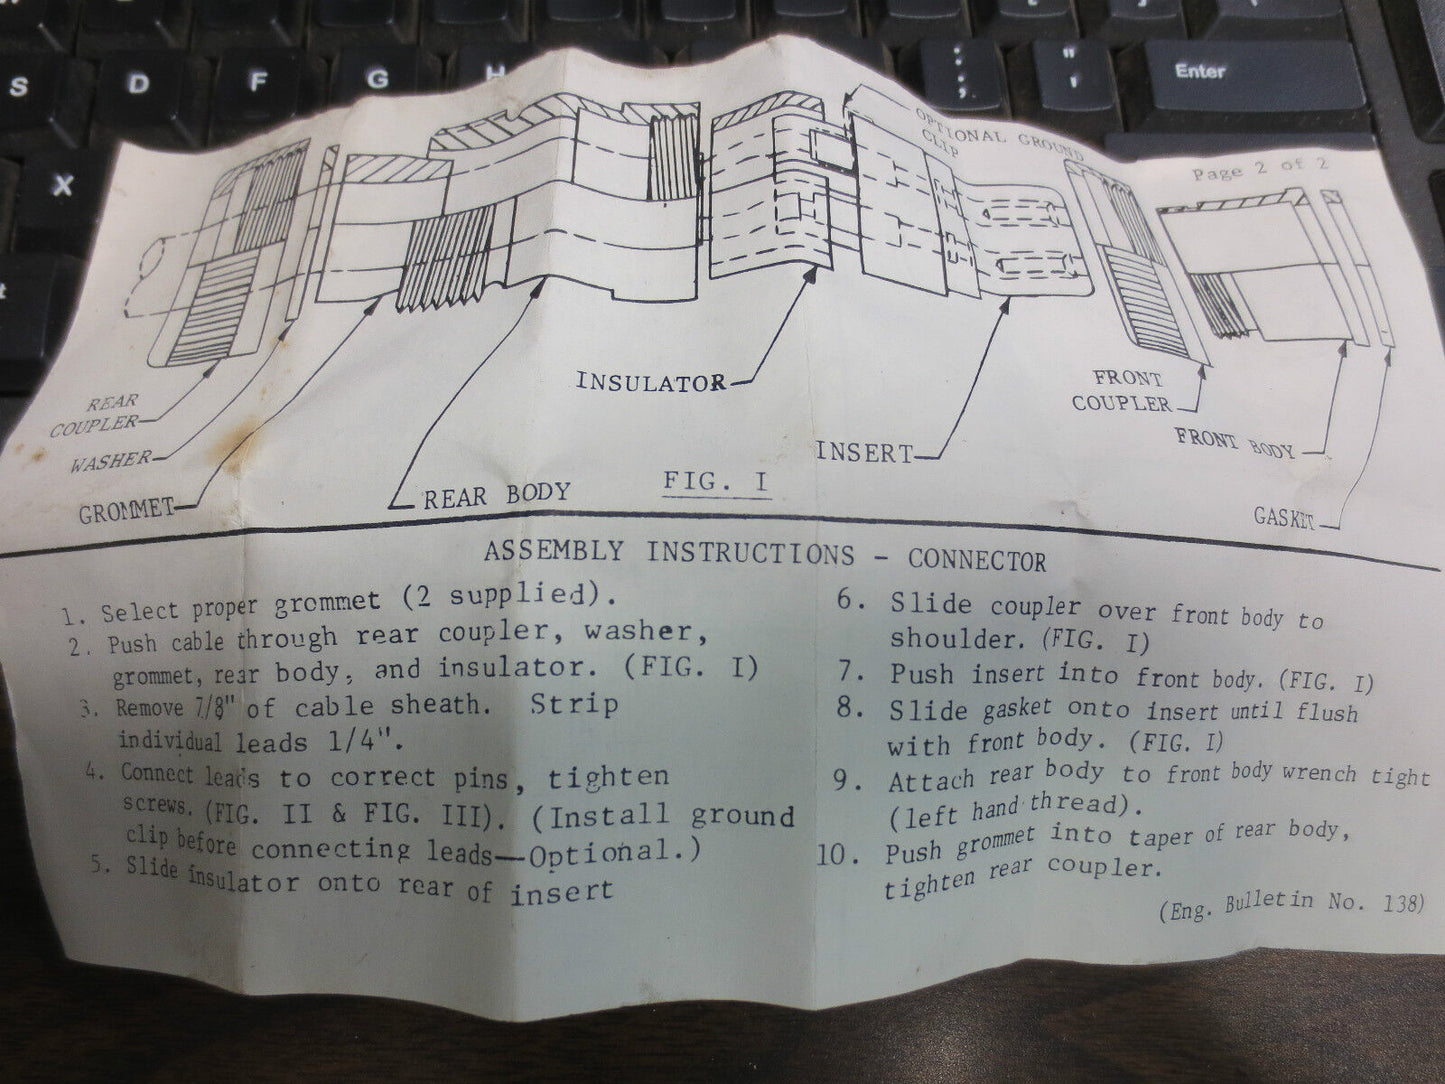 S D F G H : ; " ' Enter
X
OPTIONAL GROUND
CLIP
Page 2 of 2
REAR
COUPLER
WASHER
GROMMET
REAR BODY
INSULATOR
INSERT
FRONT
COUPLER
FRONT BODY
GASKET
FIG. I
ASSEMBLY INSTRUCTIONS - CONNECTOR
1. Select proper grommet (2 supplied).
2. Push cable through rear coupler, washer,
grommet, rear body, and insulator. (FIG. I)
3. Remove 7/8" of cable sheath. Strip
individual leads 1/4".
4. Connect leads to correct pins, tighten
screws. (FIG. II & FIG. III). (Install ground
clip before connecting leads—Optional.)
5. Slide insulator onto rear of insert
6. Slide coupler over front body to
shoulder. (FIG. I)
7. Push insert into front body. (FIG. I)
8. Slide gasket onto insert until flush
with front body. (FIG. I)
9. Attach rear body to front body wrench tight
(left hand thread).
10. Push grommet into taper of rear body,
tighten rear coupler.
(Eng. Bulletin No. 138)